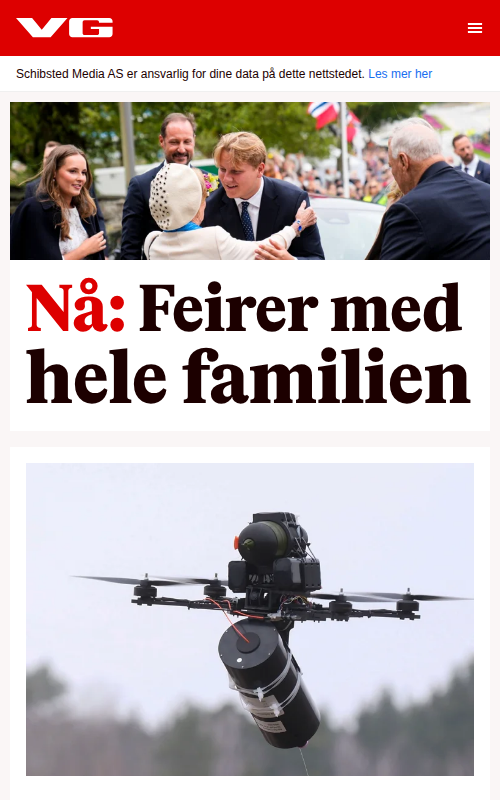 VG
Schibsted Media AS er ansvarlig for dine data på dette nettstedet. Les mer her
Nå: Feirer med
hele familien